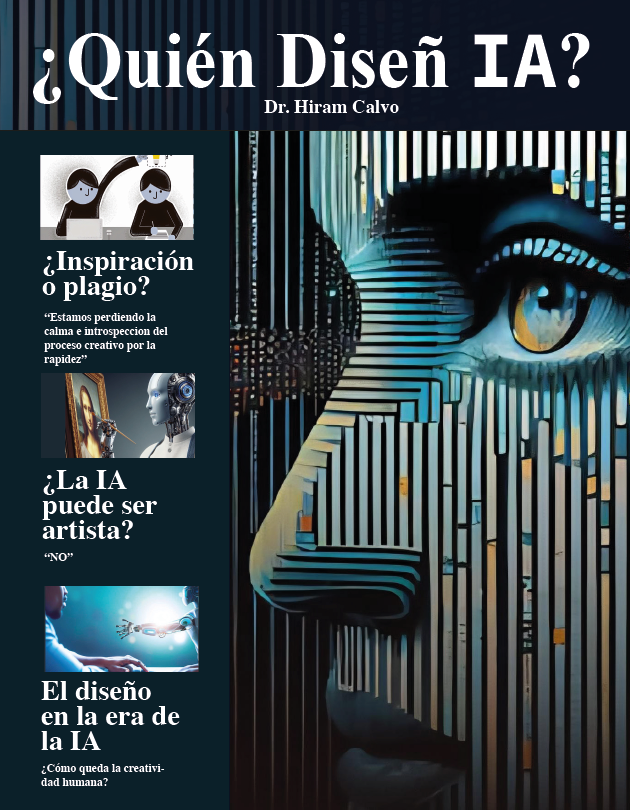 ¿Quién Diseñ IA?
Dr. Hiram Calvo
¿Inspiración
o plagio?
“Estamos perdiendo la
calma e introspeccion del
proceso creativo por la
rapidez”
¿La IA
puede ser
artista?
“NO”
El diseño
en la era de
la IA
¿Cómo queda la creativi-
dad humana?